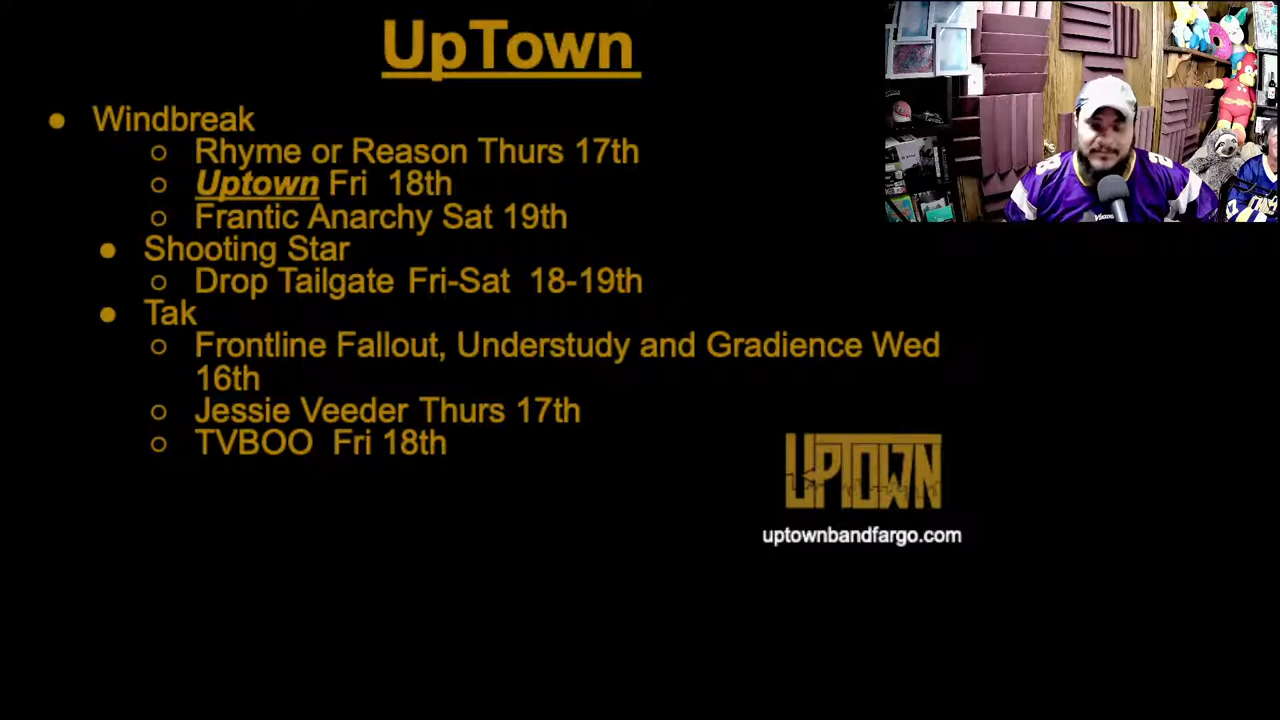 UpTown
● Windbreak
○ Rhyme or Reason Thurs 17th
○ Uptown Fri 18th
○ Frantic Anarchy Sat 19th
● Shooting Star
○ Drop Tailgate Fri-Sat 18-19th
● Tak
○ Frontline Fallout, Understudy and Gradience Wed
16th
○ Jessie Veeder Thurs 17th
○ TVBOO Fri 18th
UPTOWN
uptownbandfargo.com